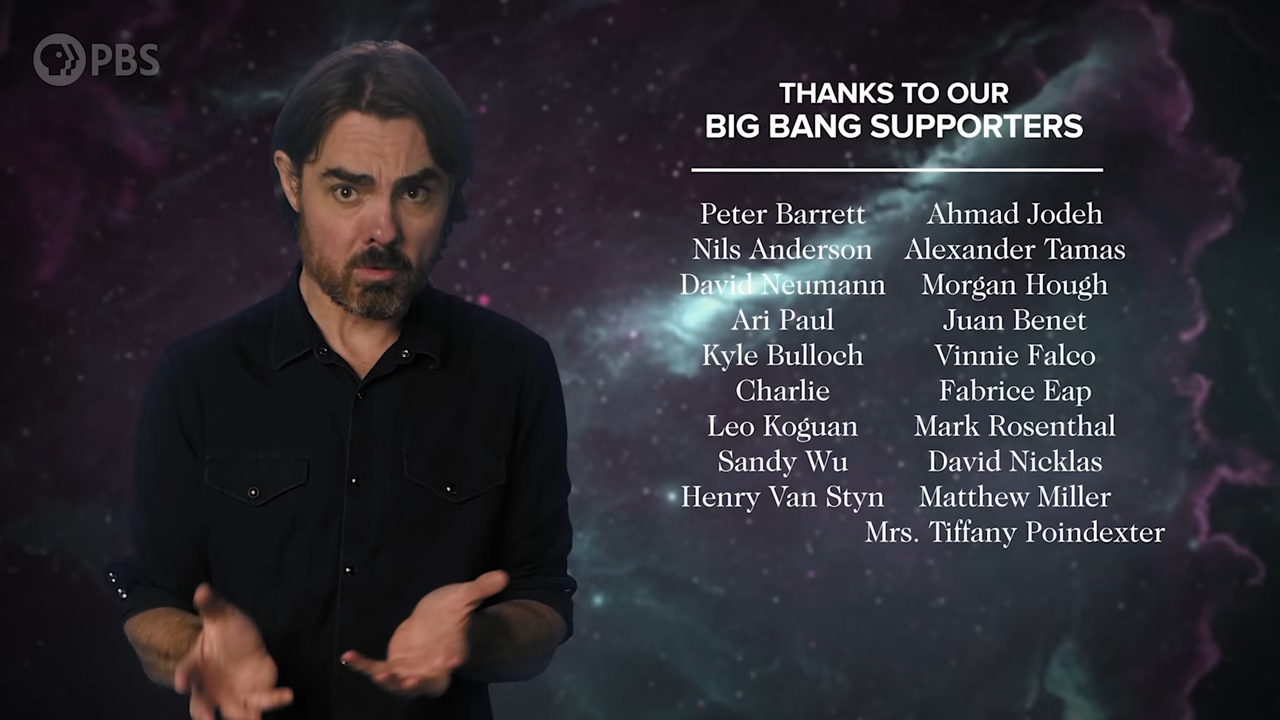 PBS
THANKS TO OUR
BIG BANG SUPPORTERS
Peter Barrett
Nils Anderson
David Neumann
Ari Paul
Kyle Bulloch
Charlie
Leo Koguan
Sandy Wu
Henry Van Styn
Ahmad Jodeh
Alexander Tamas
Morgan Hough
Juan Benet
Vinnie Falco
Fabrice Eap
Mark Rosenthal
David Nicklas
Matthew Miller
Mrs. Tiffany Poindexter